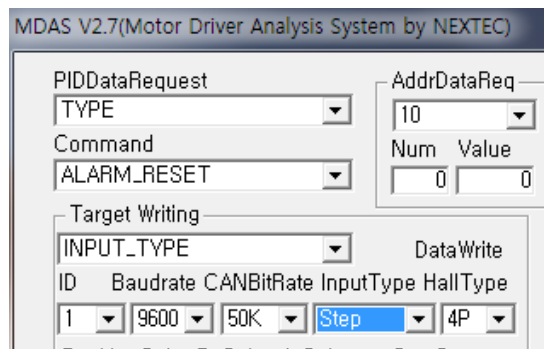 MDAS V2.7(Motor Driver Analysis System by NEXTEC)
PIDDataRequest
AddrDataReq
TYPE
10
Command
Num Value
ALARM_RESET
0 0
Target Writing
INPUT_TYPE
DataWrite
ID Baudrate CANBitRate InputType HallType
1 9600 50K Step 4P